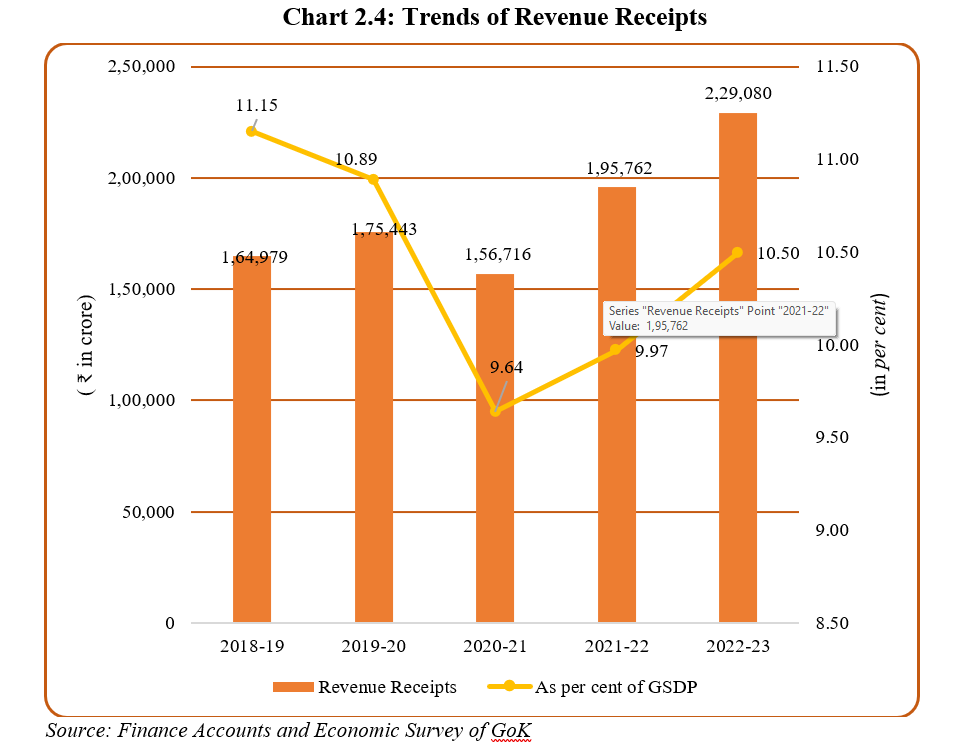 Chart 2.4: Trends of Revenue Receipts
2,50,000
2,00,000
1,50,000
1,00,000
50,000
0
( ₹ in crore)
11.50
11.00
10.50
10.00
9.50
9.00
8.50
(in per cent)
11.15
10.89
9.64
9.97
10.50
1,64,979
1,75,443
1,56,716
1,95,762
2,29,080
Series "Revenue Receipts" Point "2021-22"
Value: 1,95,762
2018-19 2019-20 2020-21 2021-22 2022-23
Revenue Receipts As per cent of GSDP
Source: Finance Accounts and Economic Survey of GoK